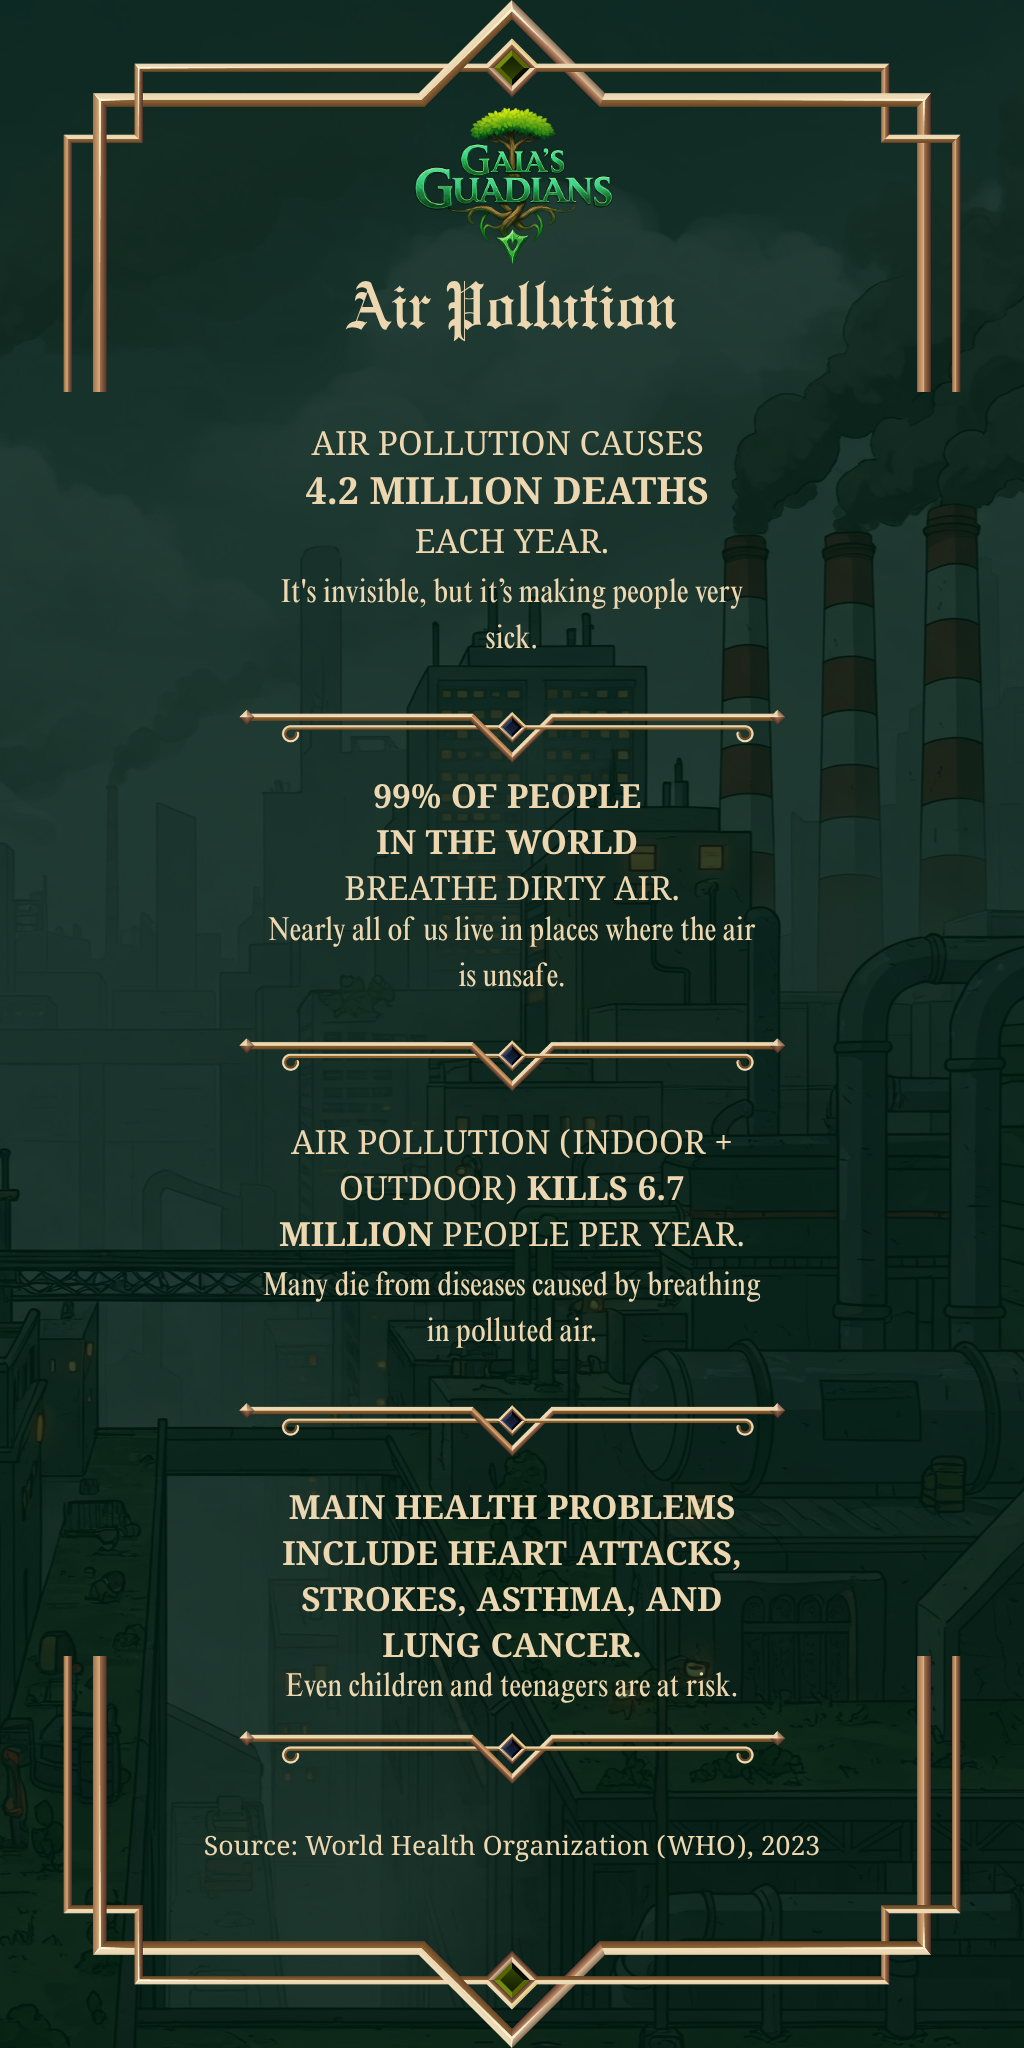 GAIA'S
GUADIANS
Air Pollution
AIR POLLUTION CAUSES
4.2 MILLION DEATHS
EACH YEAR.
It's invisible, but it’s making people very
sick.
99% OF PEOPLE
IN THE WORLD
BREATHE DIRTY AIR.
Nearly all of us live in places where the air
is unsafe.
AIR POLLUTION (INDOOR +
OUTDOOR) KILLS 6.7
MILLION PEOPLE PER YEAR.
Many die from diseases caused by breathing
in polluted air.
MAIN HEALTH PROBLEMS
INCLUDE HEART ATTACKS,
STROKES, ASTHMA, AND
LUNG CANCER.
Even children and teenagers are at risk.
Source: World Health Organization (WHO), 2023